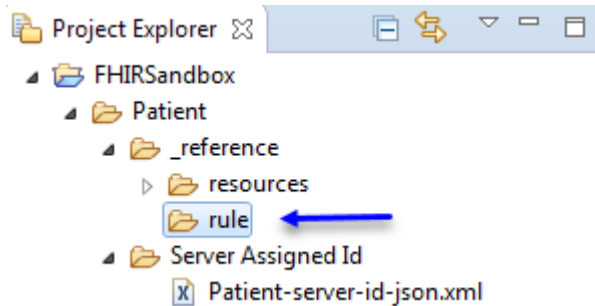 Project Explorer
FHIRSandbox
Patient
_reference
resources
rule
Server Assigned Id
Patient-server-id-json.xml